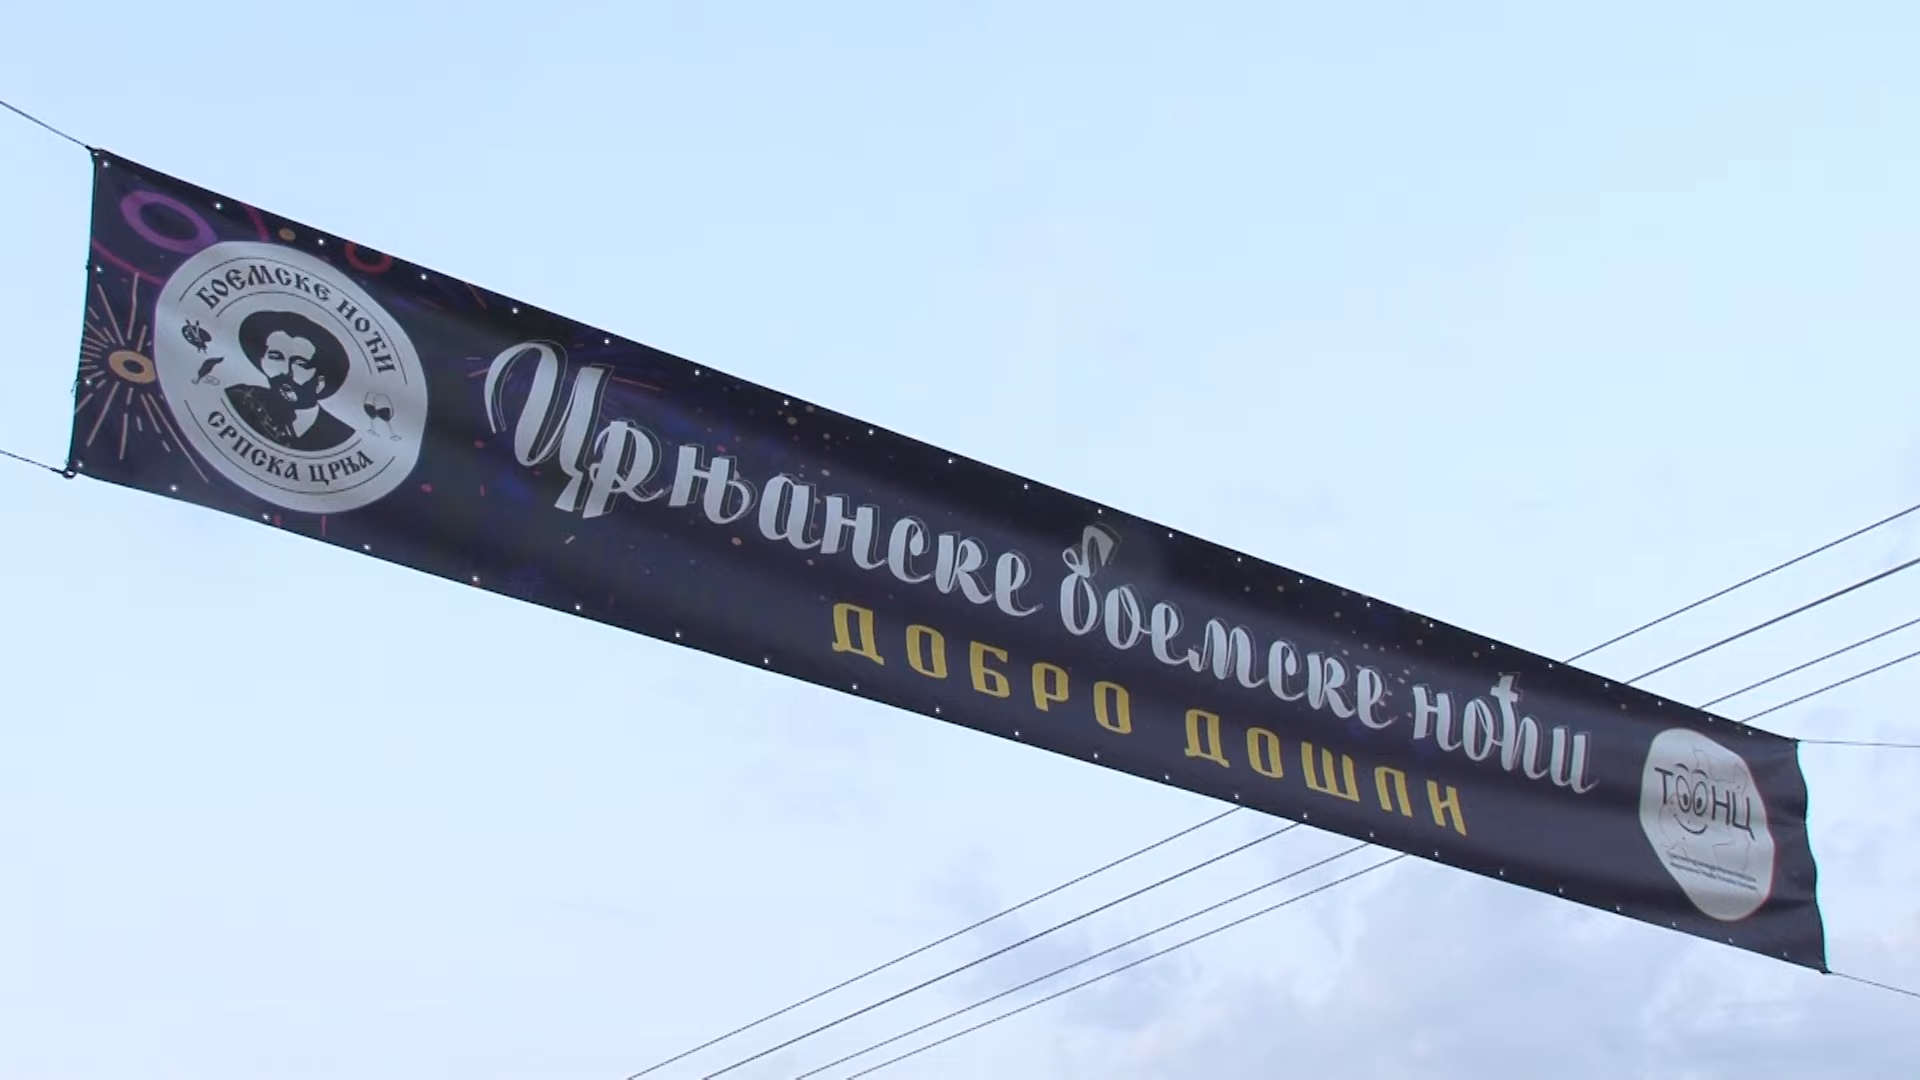 БОЕМСКЕ НОЋИ
СРПСКА ЦРЊА
Црњанске боемске ноћи
ДОБРО ДОШЛИ
ТООНЦ